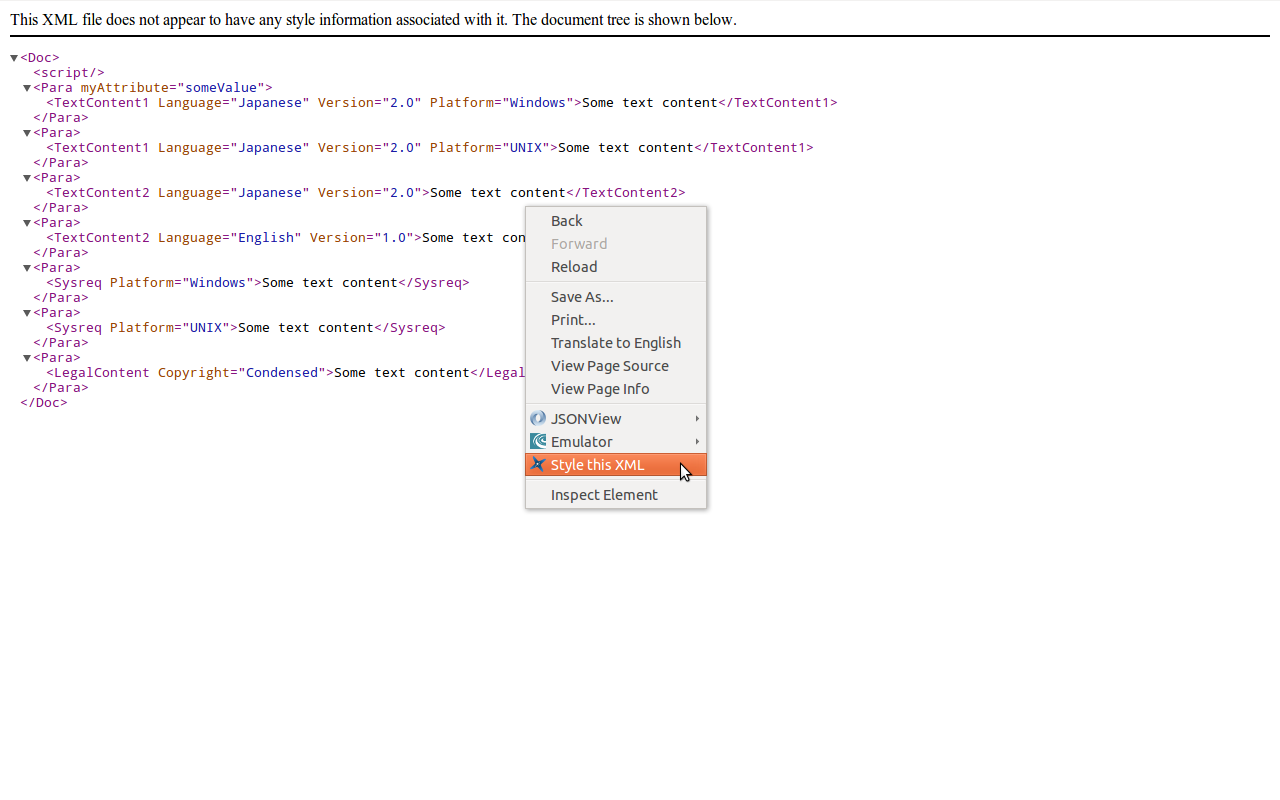 This XML file does not appear to have any style information associated with it. The document tree is shown below.
▼<Doc>
<script/>
▼<Para myAttribute="someValue">
<TextContent1 Language="Japanese" Version="2.0" Platform="Windows">Some text content</TextContent1>
</Para>
▼<Para>
<TextContent1 Language="Japanese" Version="2.0" Platform="UNIX">Some text content</TextContent1>
</Para>
▼<Para>
<TextContent2 Language="Japanese" Version="2.0">Some text content</TextContent2>
</Para>
▼<Para>
<TextContent2 Language="English" Version="1.0">Some text con
</Para>
▼<Para>
<Sysreq Platform="Windows">Some text content</Sysreq>
</Para>
▼<Para>
<Sysreq Platform="UNIX">Some text content</Sysreq>
</Para>
▼<Para>
<LegalContent Copyright="Condensed">Some text content</Legal
</Para>
</Doc>
Back
Forward
Reload
Save As...
Print...
Translate to English
View Page Source
View Page Info
JSONView
Emulator
Style this XML
Inspect Element